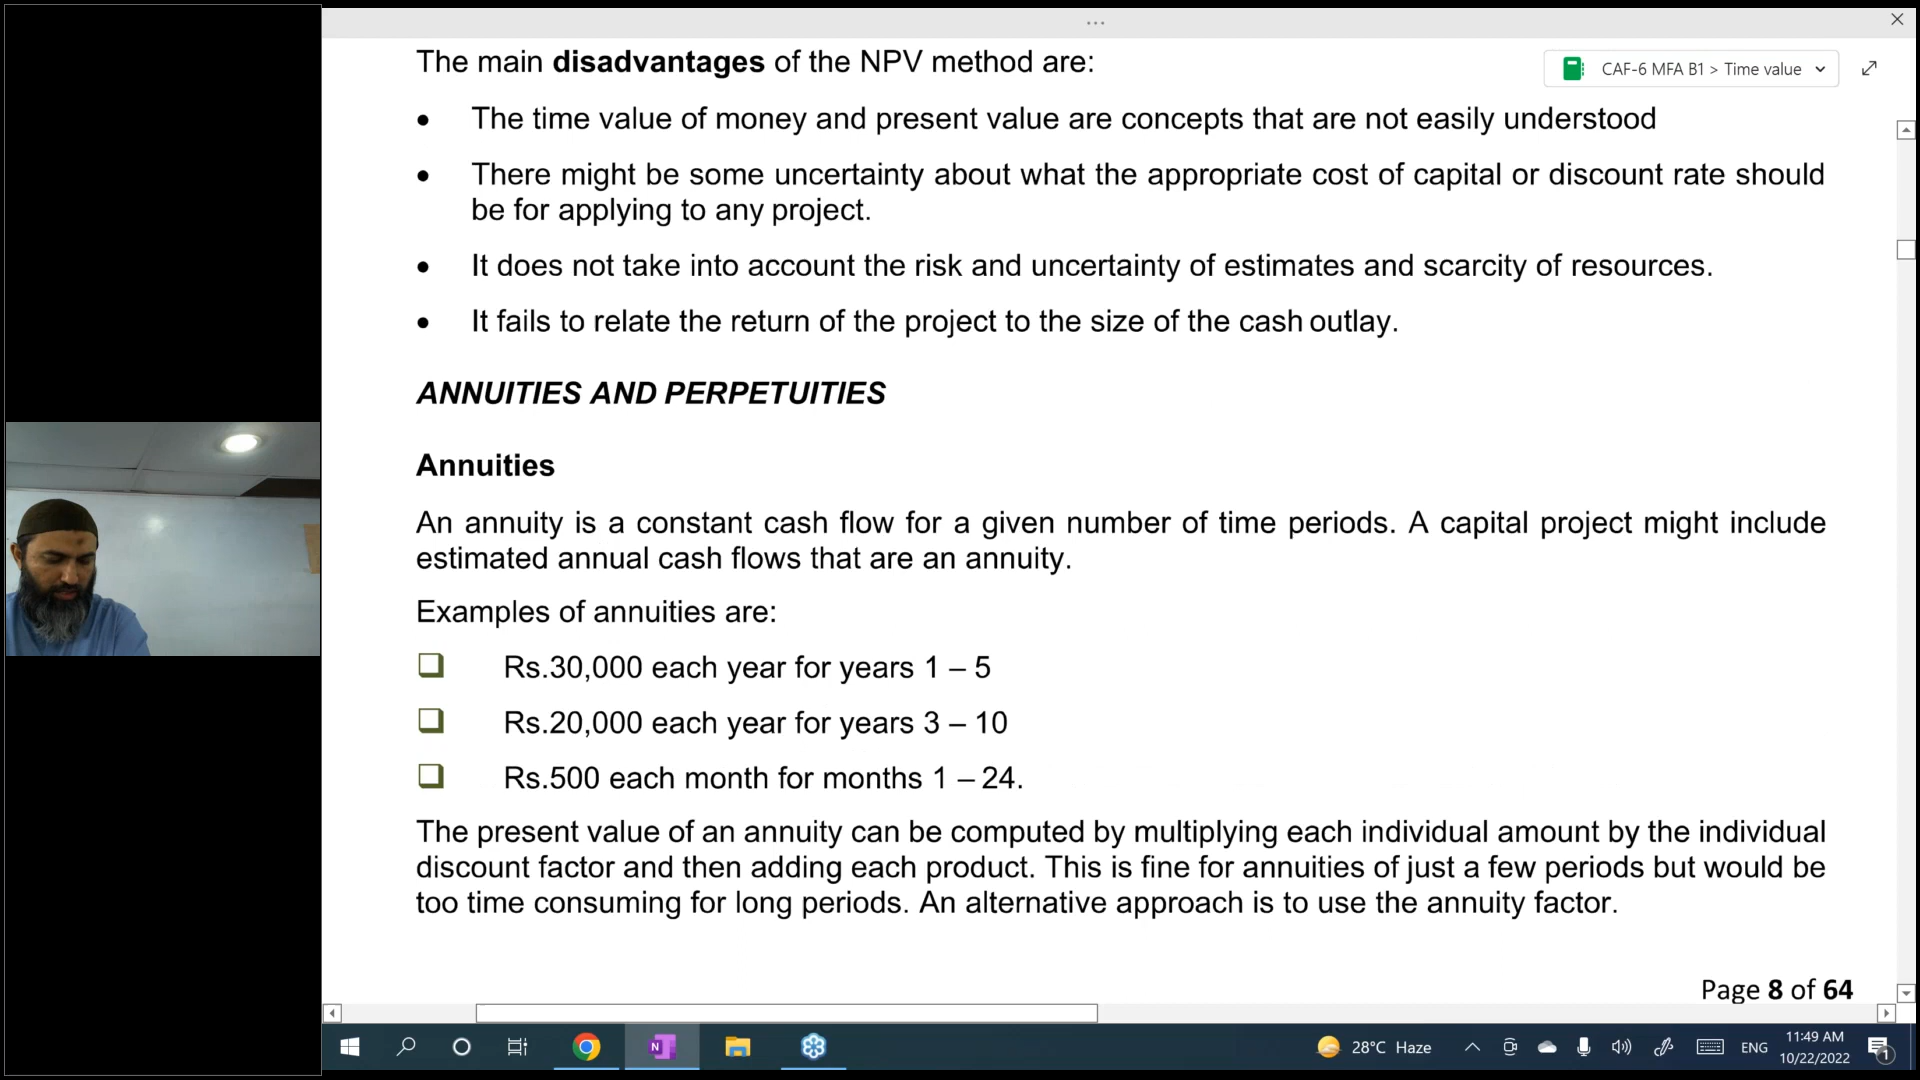 The main disadvantages of the NPV method are:
CAF-6 MFA B1 > Time value
• The time value of money and present value are concepts that are not easily understood
• There might be some uncertainty about what the appropriate cost of capital or discount rate should
be for applying to any project.
• It does not take into account the risk and uncertainty of estimates and scarcity of resources.
• It fails to relate the return of the project to the size of the cash outlay.
ANNUITIES AND PERPETUITIES
Annuities
An annuity is a constant cash flow for a given number of time periods. A capital project might include
estimated annual cash flows that are an annuity.
Examples of annuities are:
❑ Rs.30,000 each year for years 1 – 5
❑ Rs.20,000 each year for years 3 – 10
❑ Rs.500 each month for months 1 – 24.
The present value of an annuity can be computed by multiplying each individual amount by the individual
discount factor and then adding each product. This is fine for annuities of just a few periods but would be
too time consuming for long periods. An alternative approach is to use the annuity factor.
Page 8 of 64
28°C Haze
ENG
11:49 AM
10/22/2022
1
N